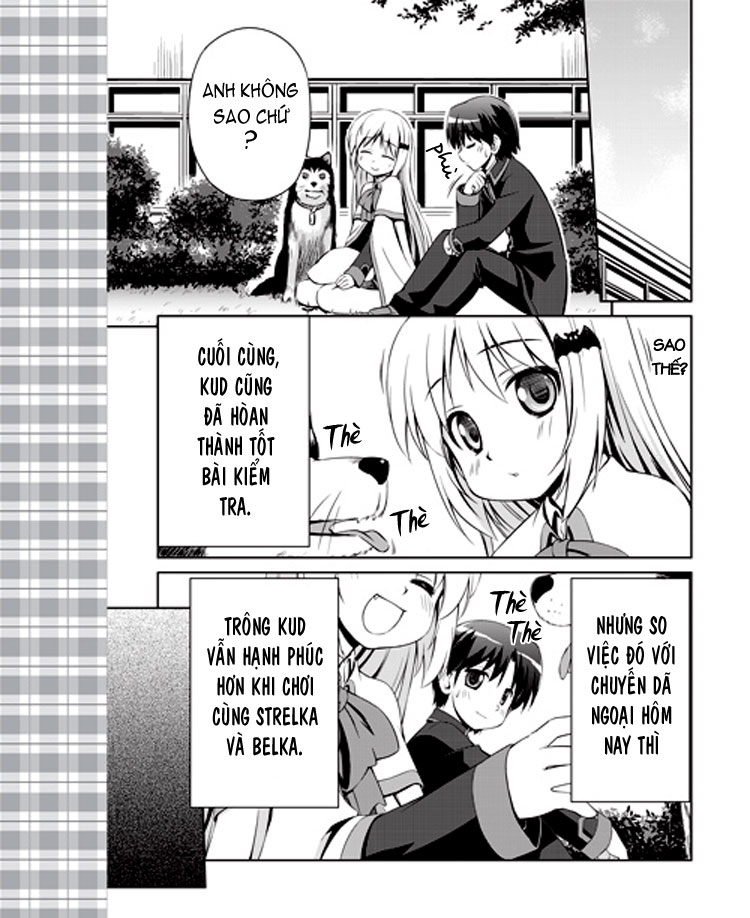 ANH KHÔNG
SAO CHỨ
?
phù
SAO
THẾ?
CUỐI CÙNG,
KUD CŨNG
ĐÃ HÒAN
THÀNH TỐT
BÀI KIỂM
TRA.
Thè
Thè
NHƯNG SO
VIỆC ĐÓ VỚI
CHUYẾN DÃ
NGOẠI HÔM
NAY THÌ
Thè
Thè
TRÔNG KUD
VẪN HẠNH PHÚC
HƠN KHI CHƠI
CÙNG STRELKA
VÀ BELKA.